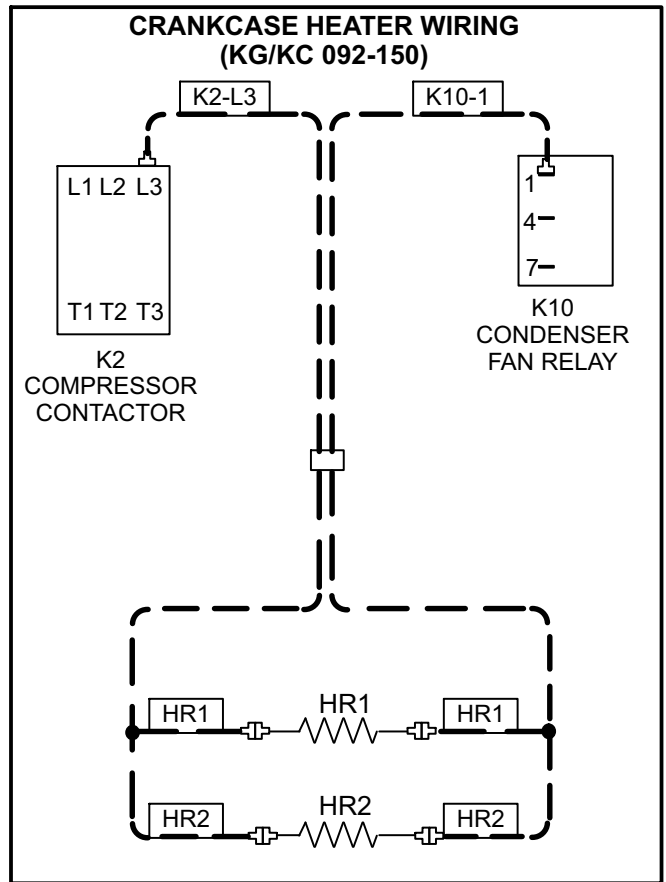 CRANKCASE HEATER WIRING
(KG/KC 092-150)
K2-L3
K10-1
L1 L2 L3
T1 T2 T3
K2
COMPRESSOR
CONTACTOR
1
4
7
K10
CONDENSER
FAN RELAY
HR1
HR1
HR1
HR2
HR2
HR2